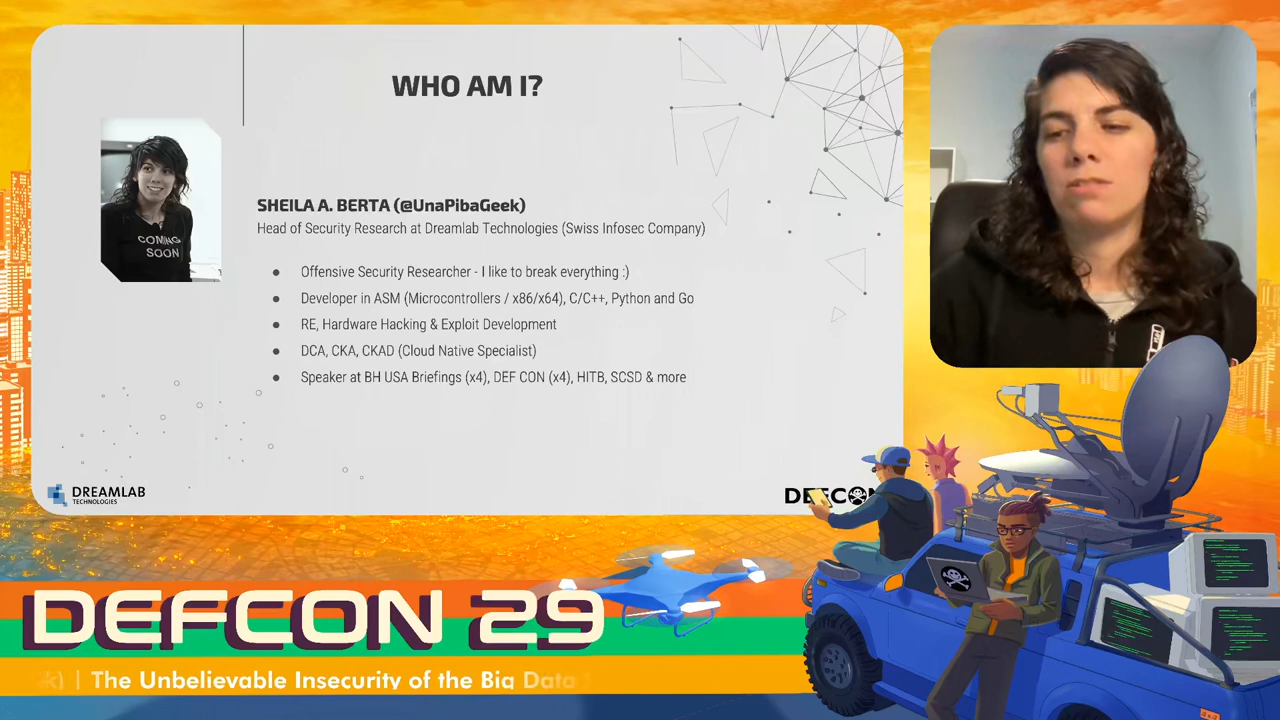 WHO AM I?
COMING
SOON
SHEILA A. BERTA (@UnaPibaGeek)
Head of Security Research at Dreamlab Technologies (Swiss Infosec Company)
● Offensive Security Researcher - I like to break everything :)
● Developer in ASM (Microcontrollers / x86/x64), C/C++, Python and Go
● RE, Hardware Hacking & Exploit Development
● DCA, CKA, CKAD (Cloud Native Specialist)
● Speaker at BH USA Briefings (x4), DEF CON (x4), HITB, SCSD & more
DREAMLAB
TECHNOLOGIES
DEFCON 29
k) | The Unbelievable Insecurity of the Big Data